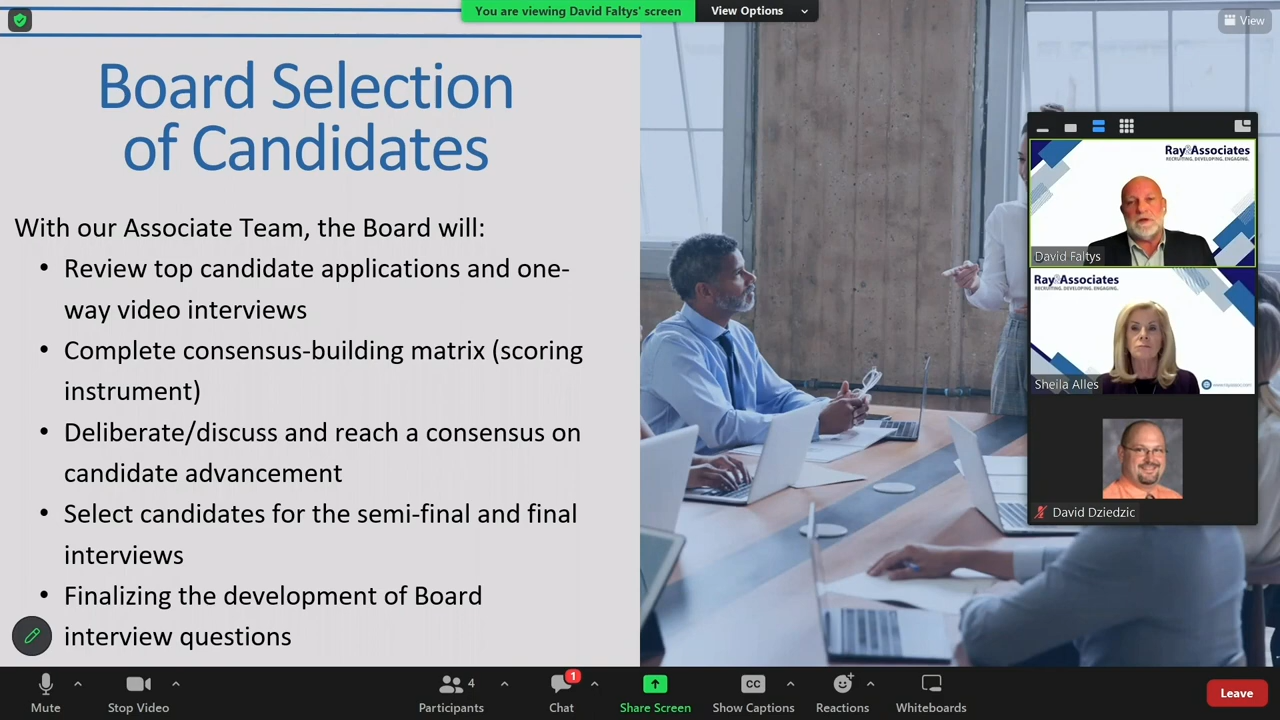 You are viewing David Faltys' screen
View Options
View
Board Selection
of Candidates
With our Associate Team, the Board will:
• Review top candidate applications and one-
way video interviews
• Complete consensus-building matrix (scoring
instrument)
• Deliberate/discuss and reach a consensus on
candidate advancement
• Select candidates for the semi-final and final
interviews
• Finalizing the development of Board
interview questions
Ray&Associates
RECRUITING. DEVELOPING. ENGAGING.
David Faltys
Ray&Associates
RECRUITING. DEVELOPING. ENGAGING.
Sheila Alles
David Dziedzic
Mute
Stop Video
4
Participants
1
Chat
Share Screen
CC
Show Captions
Reactions
Whiteboards
Leave